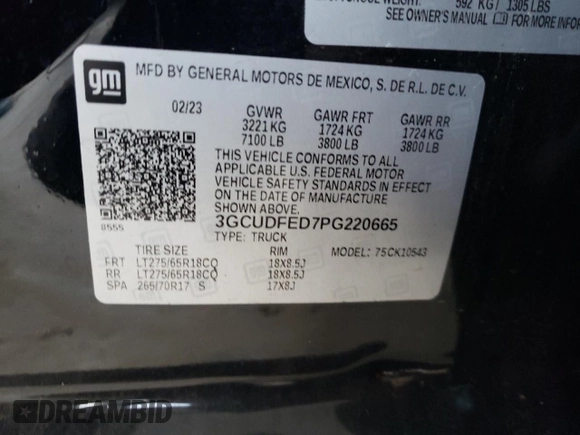 592 KG / 1305 LBS
SEE OWNER'S MANUAL FOR
gm
MFD BY GENERAL MOTORS DE MEXICO, S. DE R.L. DE C.V.
02/23 GVWR GAWR FRT GAWR RR
3221 KG 1724 KG 1724 KG
7100 LB 3800 LB 3800 LB
THIS VEHICLE CONFORMS TO ALL
APPLICABLE U.S. FEDERAL MOTOR
VEHICLE SAFETY STANDARDS IN EFFECT
ON THE DATE OF MANUFACTURE
SHOWN ABOVE.
3GCUDFED7PG220665
8555
TYPE: TRUCK
TIRE SIZE RIM MODEL: 75CK10543
FRT LT275/65R18CQ 18X8.5J
RR LT275/65R18CQ 18X8.5J
SPA 265/70R17 S 17X8J
DREAMBID